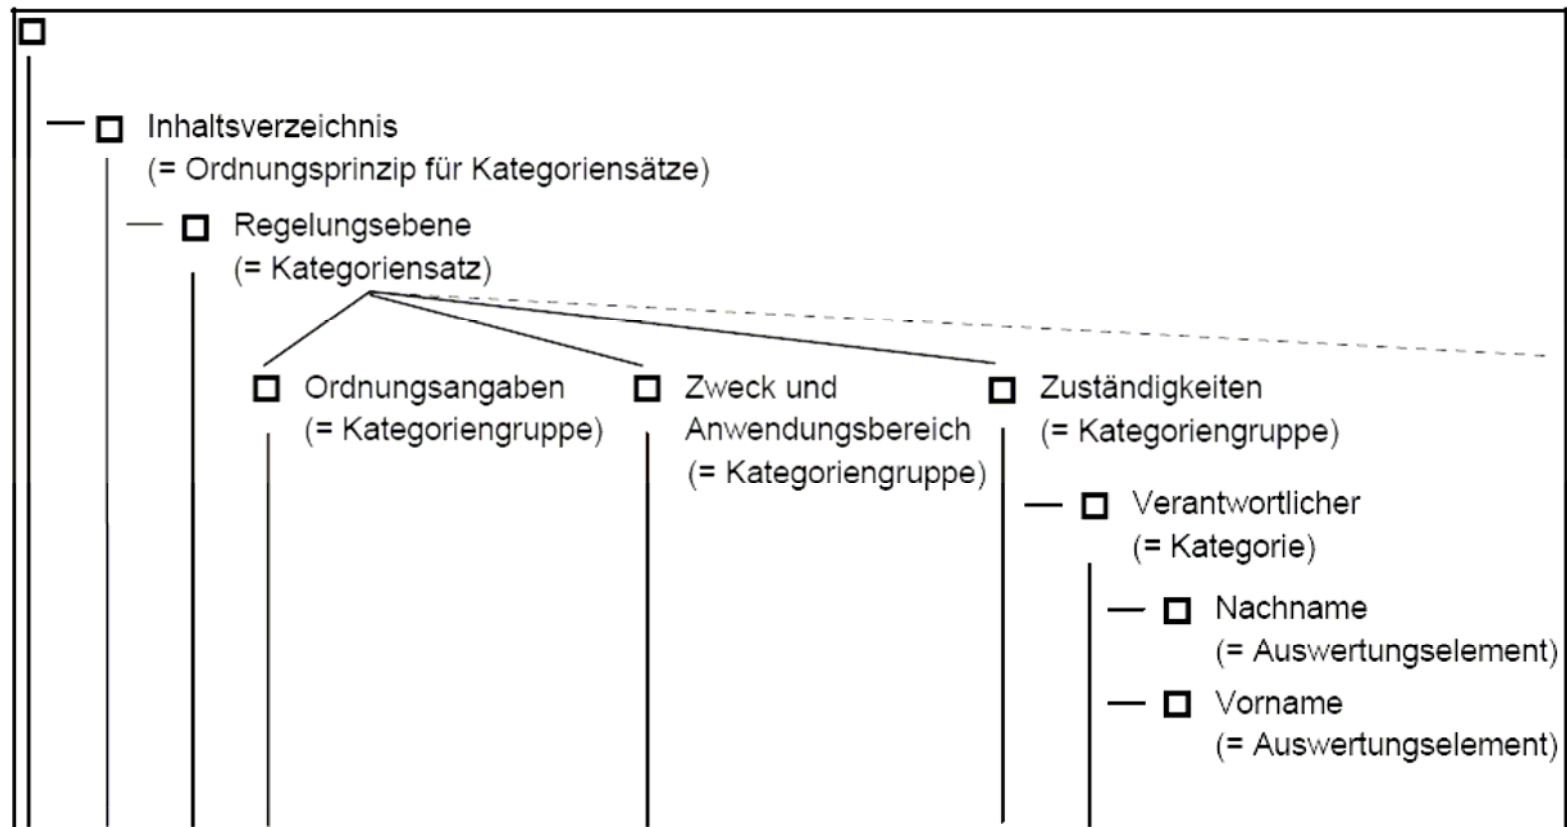 Inhaltsverzeichnis
(= Ordnungsprinzip für Kategoriensätze)
Regelungsebene
(= Kategoriensatz)
Ordnungsangaben
(= Kategoriengruppe)
Zweck und
Anwendungsbereich
(= Kategoriengruppe)
Zuständigkeiten
(= Kategoriengruppe)
Verantwortlicher
(= Kategorie)
Nachname
(= Auswertungselement)
Vorname
(= Auswertungselement)